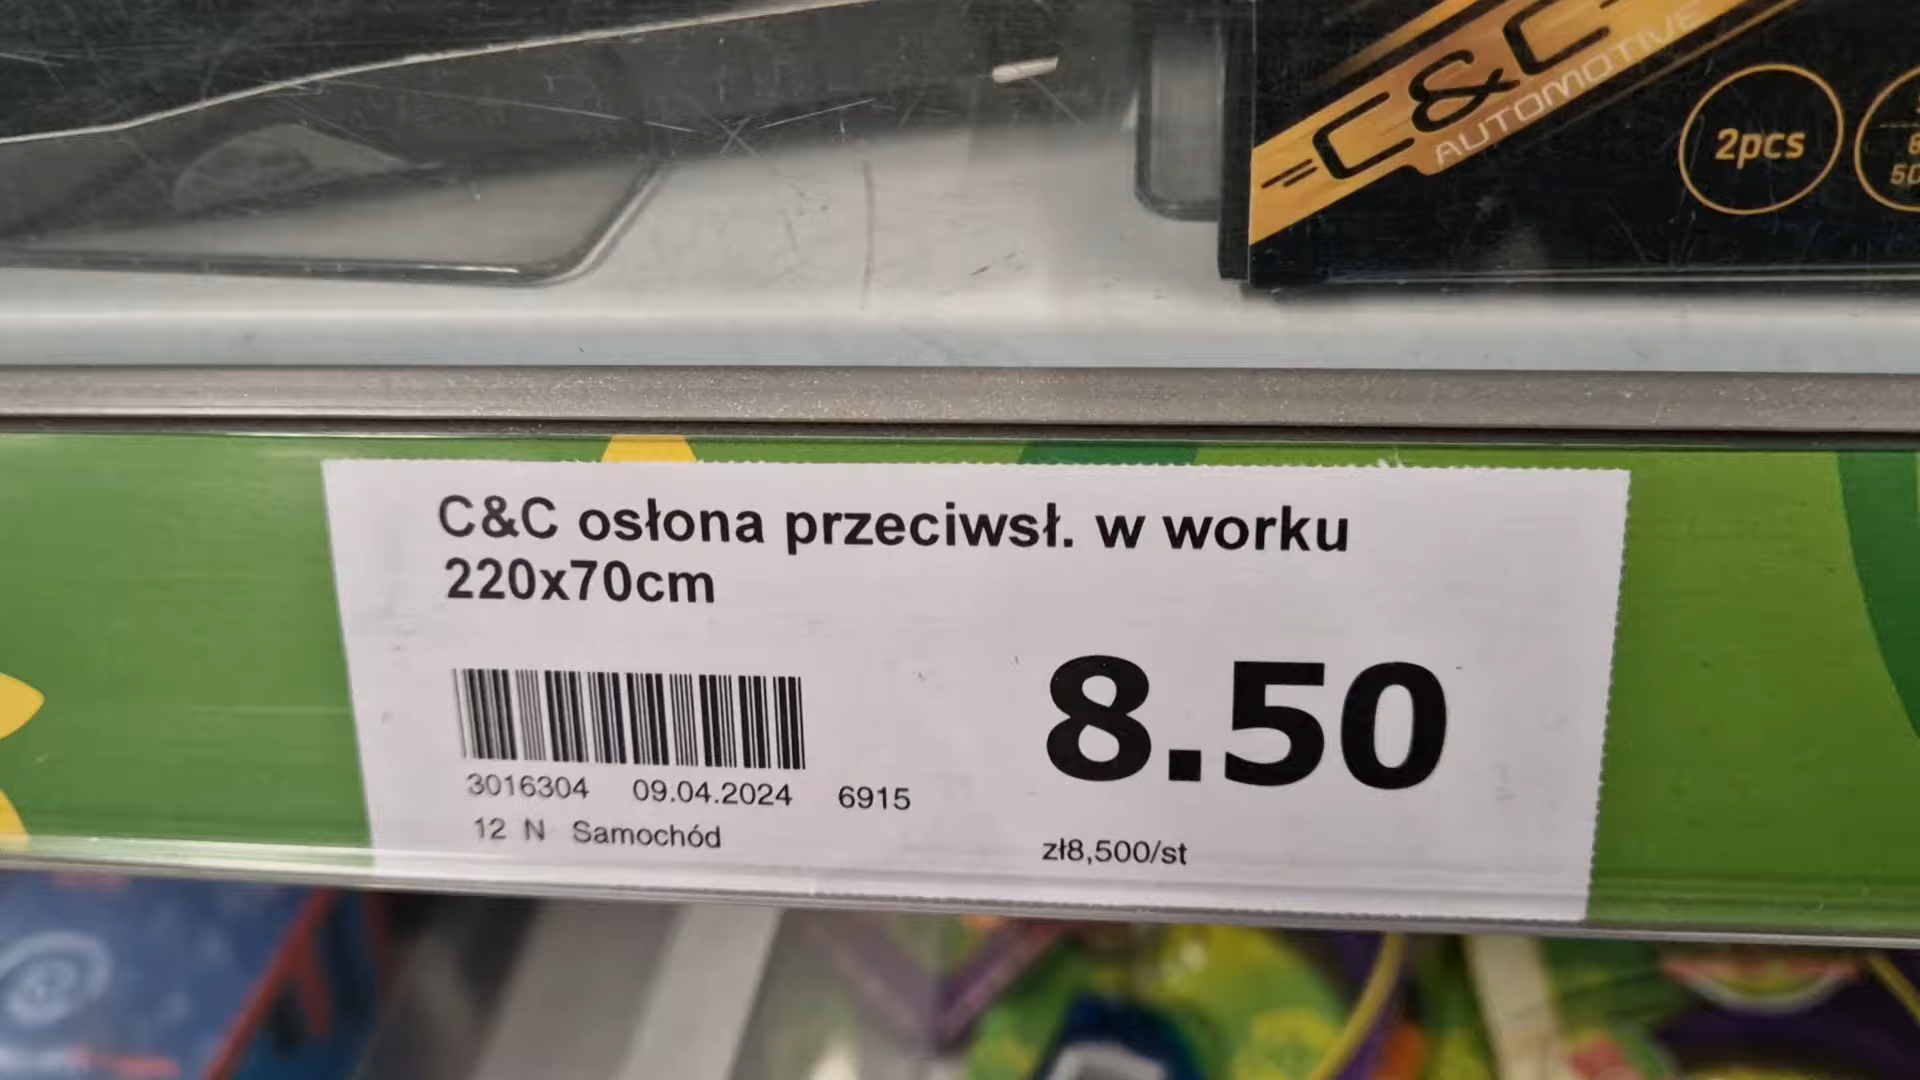 C&C
AUTOMOTIVE
2pcs
C&C osłona przeciwsł. w worku
220x70cm
8.50
3016304 09.04.2024 6915
12 N Samochód
zł8,500/st